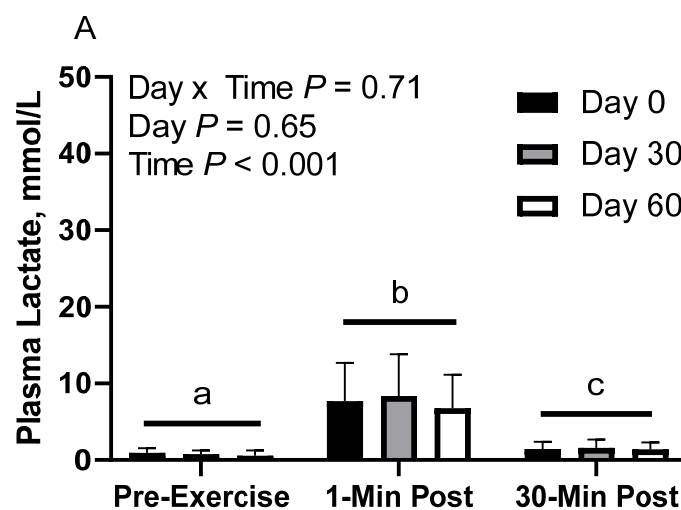 A
Plasma Lactate, mmol/L
50
40
30
20
10
0
Day x Time P = 0.71
Day P = 0.65
Time P < 0.001
Day 0
Day 30
Day 60
a
b
c
Pre-Exercise
1-Min Post
30-Min Post